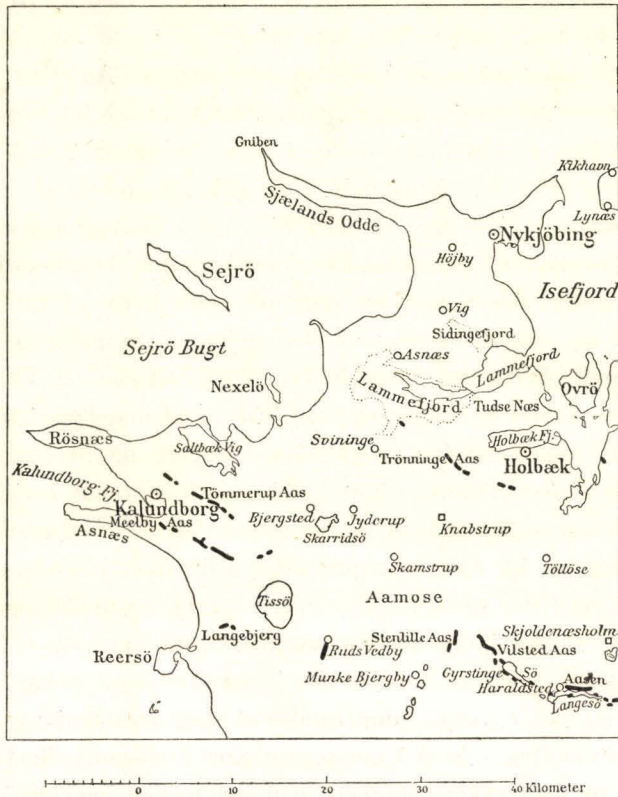 Gniben
Kikhavn
Sjælands Odde
Lynæs
Nykjöbing
Höjby
Sejrö
Isefjord
Vig
Sidingefjord
Sejrö Bugt
Asnæs
Lammefjord
Nexelö
Lammefjord
Ovrö
Tudse Næs
Rösnæs
Saltbæk Vig
Svininge
Holbæk Fj.
Trönninge Aas
Holbæk
Kalundborg Fj.
Tömmerup Aas
Kalundborg
Bjergsted
Jyderup
Meelby Aas
Knabstrup
Asnæs
Skarridsö
Skamstrup
Töllöse
Tissö
Aamose
Langebjerg
Stenlille Aas
Skjoldenæsholm
Reersö
Ruds Vedby
Vilsted Aas
Munke Bjergby
Gyrstinge Sö
Haraldsted
Aasen
Langesö
0 10 20 30 40 Kilometer